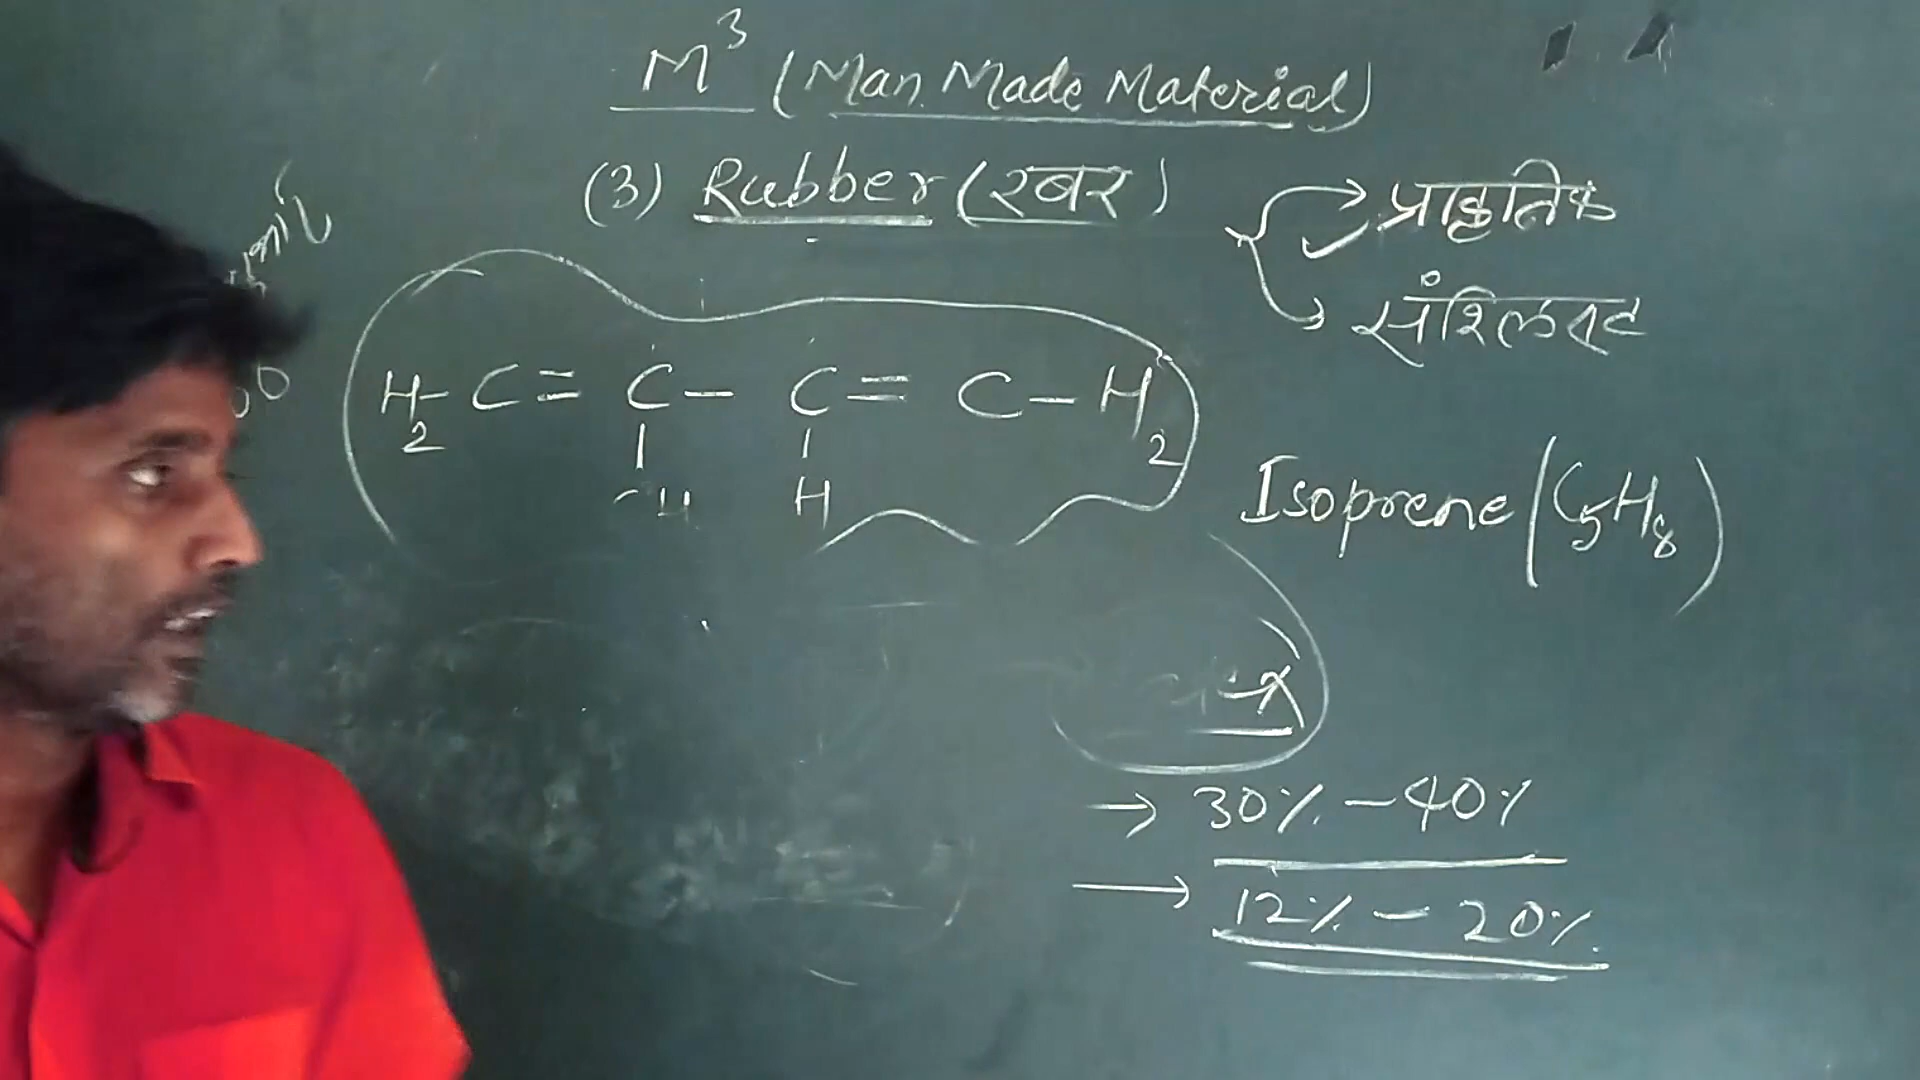 M³ (Man Made Material)
(3) Rubber (रबर)
प्राकृतिक
संश्लिष्ट
H₂-C = C - C = C - H₂
H H
Isoprene (C₅H₈)
→ 30% - 40%
→ 12% - 20%